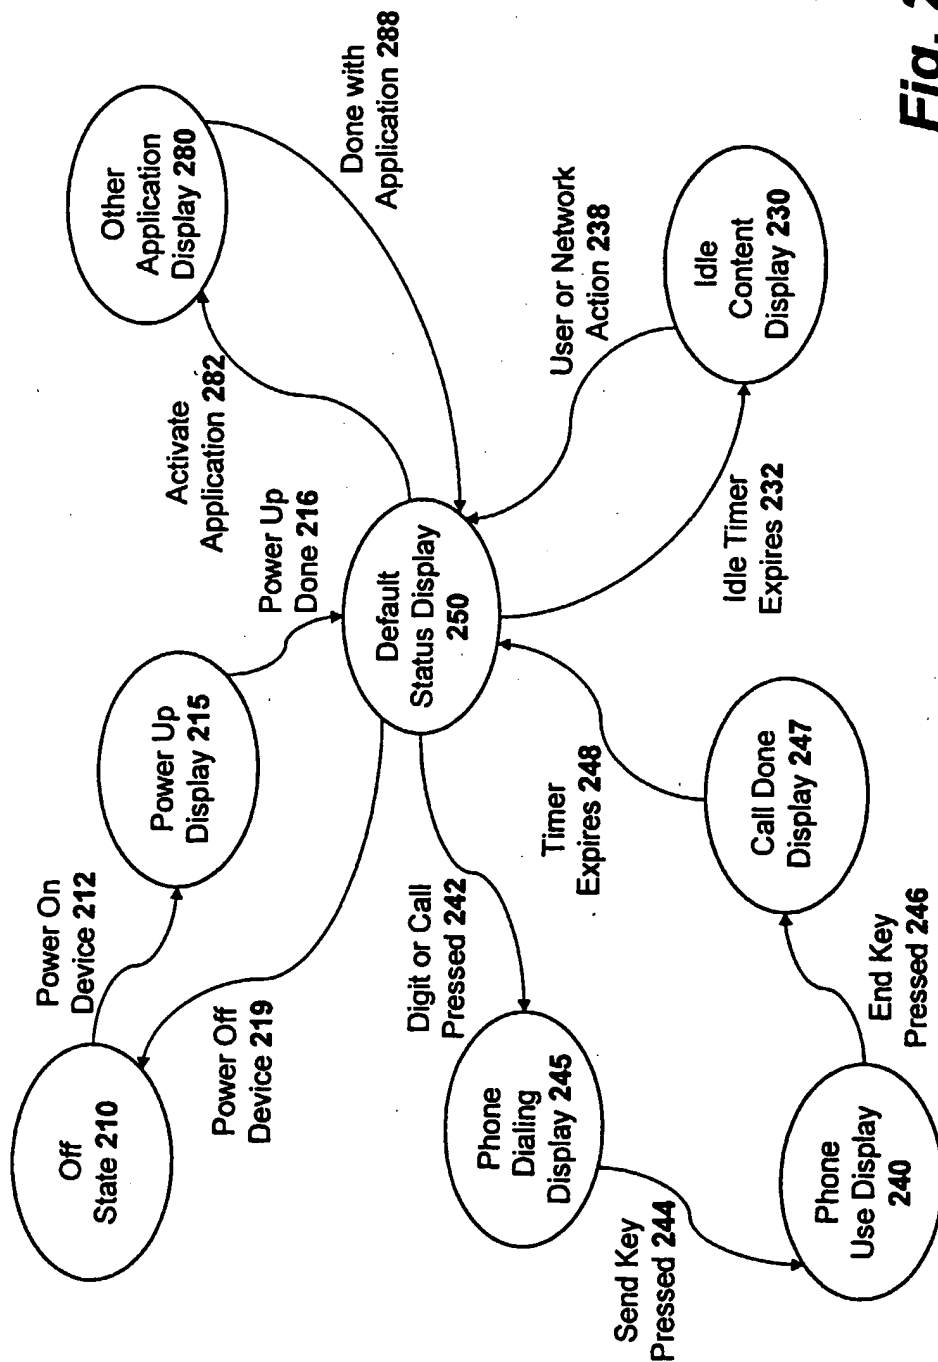 Off
State 210
Power On
Device 212
Power Up
Display 215
Power Up
Done 216
Activate
Application 282
Other
Application
Display 280
Done with
Application 288
Power Off
Device 219
Default
Status Display
250
Digit or Call
Pressed 242
User or Network
Action 238
Phone
Dialing
Display 245
Timer
Expires 248
Idle Timer
Expires 232
Idle
Content
Display 230
Send Key
Pressed 244
Phone
Use Display
240
End Key
Pressed 246
Call Done
Display 247
Fig. 2